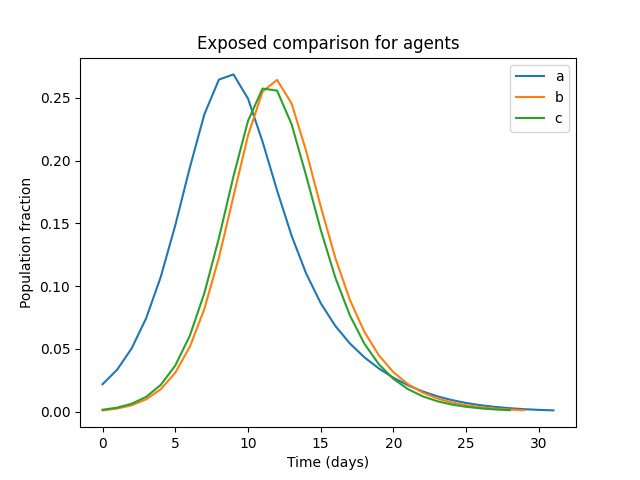 Exposed comparison for agents
a
b
c
Population fraction
0.25
0.20
0.15
0.10
0.05
0.00
0 5 10 15 20 25 30
Time (days)